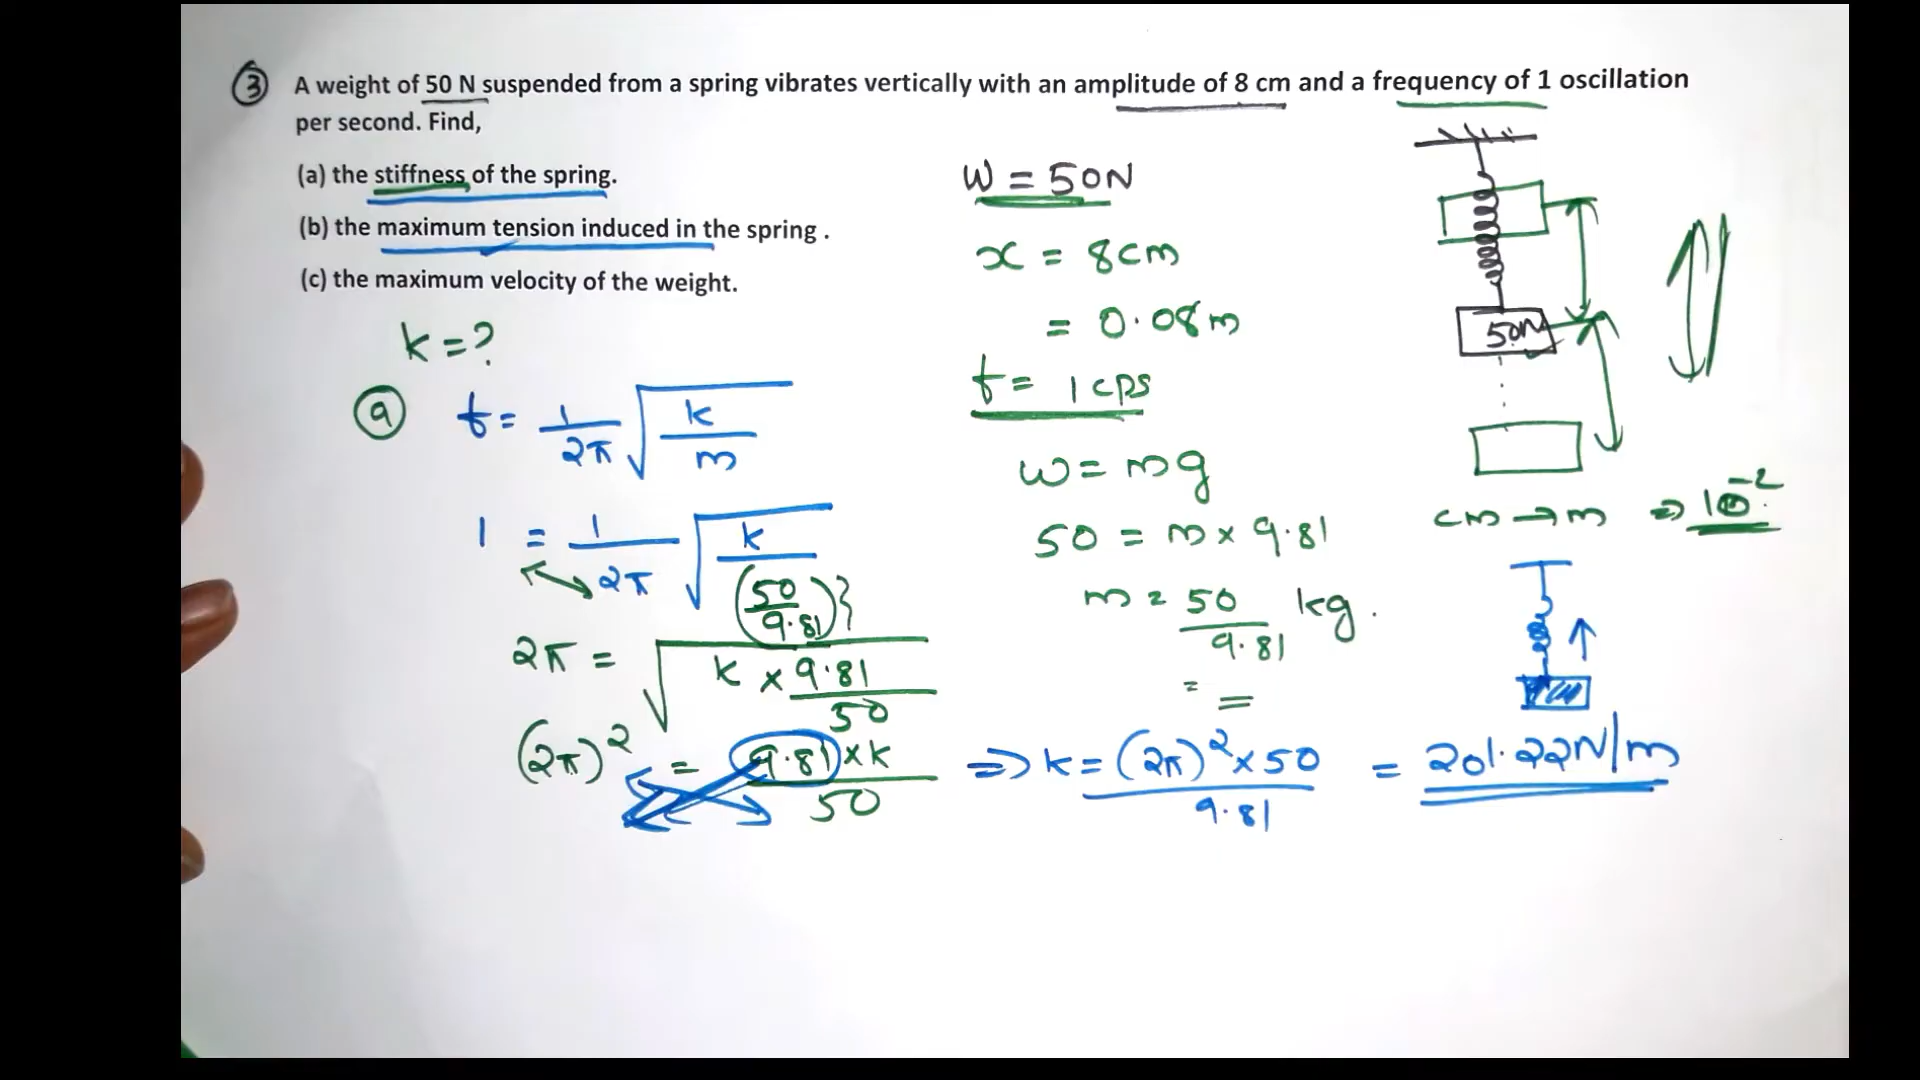 ③ A weight of 50 N suspended from a spring vibrates vertically with an amplitude of 8 cm and a frequency of 1 oscillation
per second. Find,
(a) the stiffness of the spring.
(b) the maximum tension induced in the spring .
(c) the maximum velocity of the weight.
W = 50N
x = 8cm
= 0.08m
f = 1 cps
w = mg
50 = m x 9.81
m = 50/9.81 kg.
= =
50N
cm → m ⇒ 10^-2
k = ?
ⓐ f = 1/2π √(k/m)
1 = 1/2π √(k/(50/9.81))
2π = √(k x 9.81/50)
(2π)^2 = 9.81 x k/50 ⇒ k = (2π)^2 x 50/9.81 = 201.22N/m